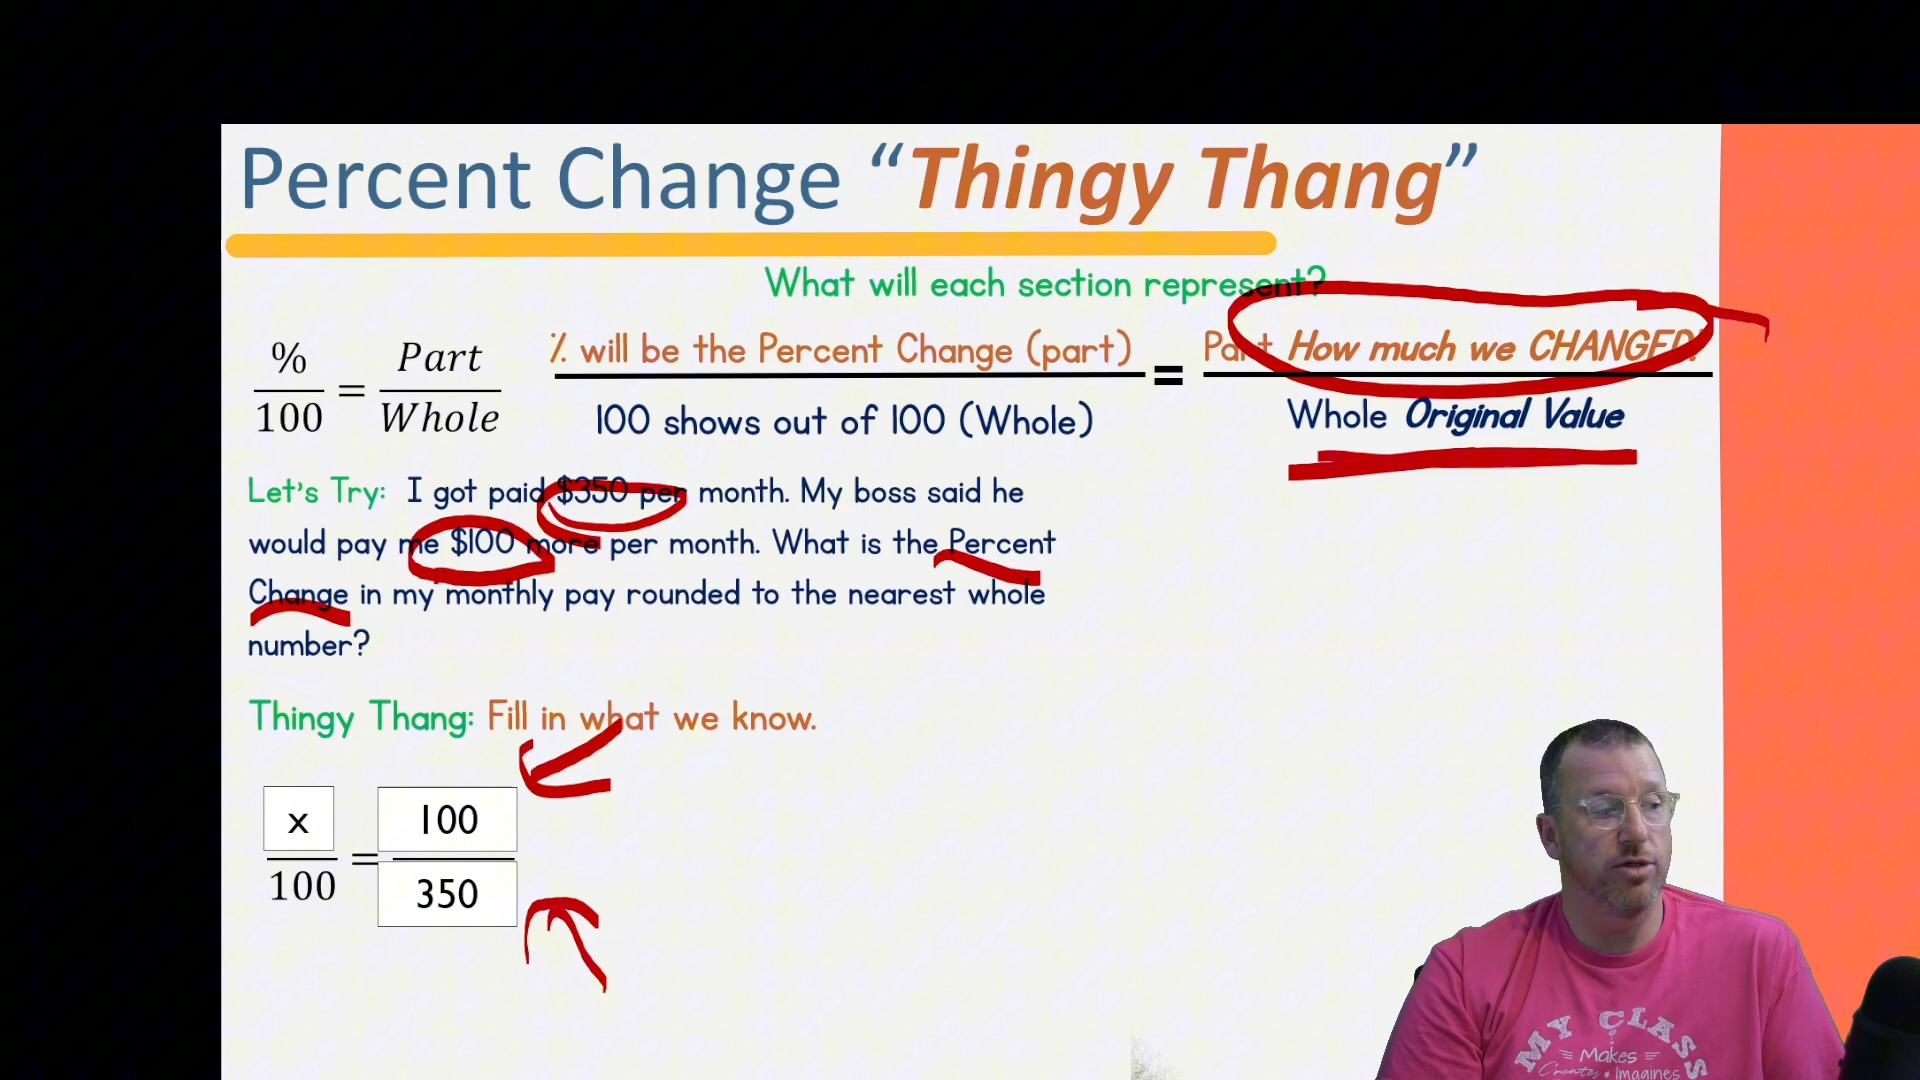 Percent Change “Thingy Thang”
What will each section represent?
% / 100 = Part / Whole
% will be the Percent Change (part) = Part How much we CHANGED!
100 shows out of 100 (Whole) Whole Original Value
Let's Try: I got paid $350 per month. My boss said he
would pay me $100 more per month. What is the Percent
Change in my monthly pay rounded to the nearest whole
number?
Thingy Thang: Fill in what we know.
x / 100 = 100 / 350
MY CLASS
Makes
Creates • Imagines